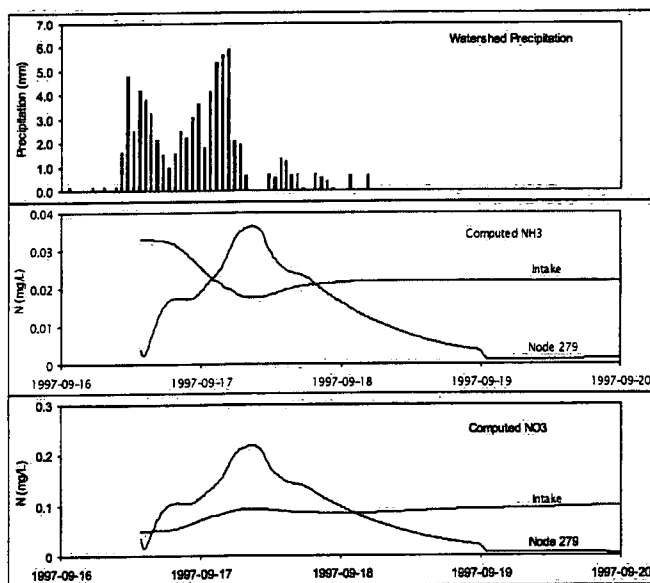 Watershed Precipitation
Precipitation (mm)
7.0
6.0
5.0
4.0
3.0
2.0
1.0
0.0
Computed NH3
N (mg/L)
0.04
0.03
0.02
0.01
0
Intake
Node 279
1997-09-16
1997-09-17
1997-09-18
1997-09-19
1997-09-20
Computed NO3
N (mg/L)
0.3
0.2
0.1
0
Intake
Node 279
1997-09-16
1997-09-17
1997-09-18
1997-09-19
1997-09-20